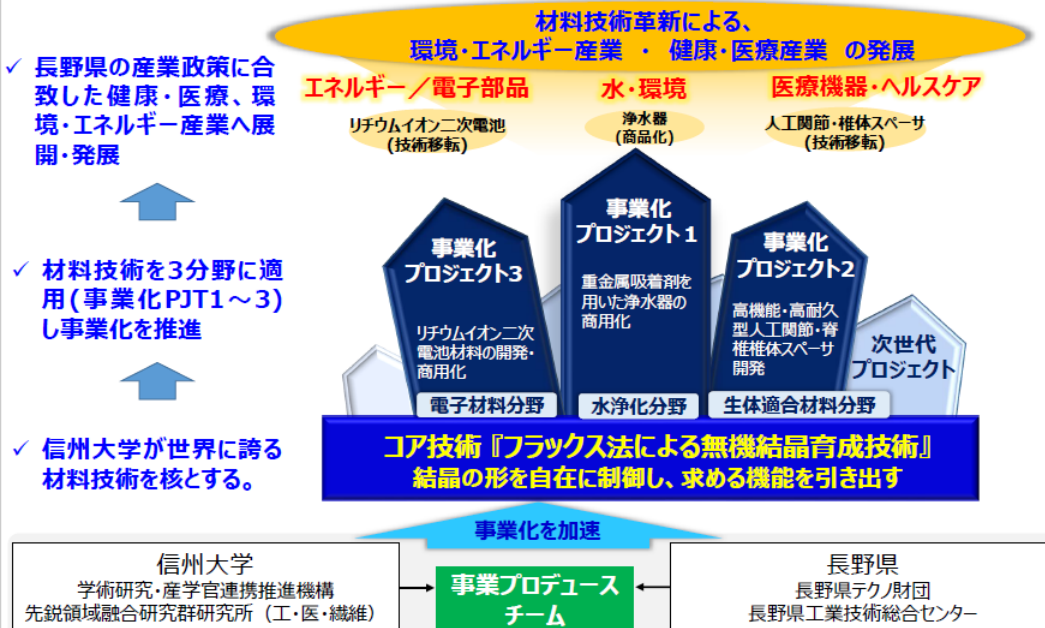 材料技術革新による、
環境・エネルギー産業 ・ 健康・医療産業 の発展
✓ 長野県の産業政策に合
致した健康・医療、環
境・エネルギー産業へ展
開・発展
エネルギー／電子部品
水・環境
医療機器・ヘルスケア
リチウムイオン二次電池
(技術移転)
浄水器
(商品化)
人工関節・椎体スペーサ
(技術移転)
✓ 材料技術を3分野に適
用(事業化PJT1～3)
し事業化を推進
事業化
プロジェクト3
リチウムイオン二次
電池材料の開発・
商用化
電子材料分野
事業化
プロジェクト1
重金属吸着剤を
用いた浄水器の
商用化
水浄化分野
事業化
プロジェクト2
高機能・高耐久
型人工関節・脊
椎椎体スペーサ
開発
生体適合材料分野
次世代
プロジェクト
✓ 信州大学が世界に誇る
材料技術を核とする。
コア技術『フラックス法による無機結晶育成技術』
結晶の形を自在に制御し、求める機能を引き出す
事業化を加速
信州大学
学術研究・産学官連携推進機構
先鋭領域融合研究群研究所（工・医・繊維）
事業プロデュース
チーム
長野県
長野県テクノ財団
長野県工業技術総合センター